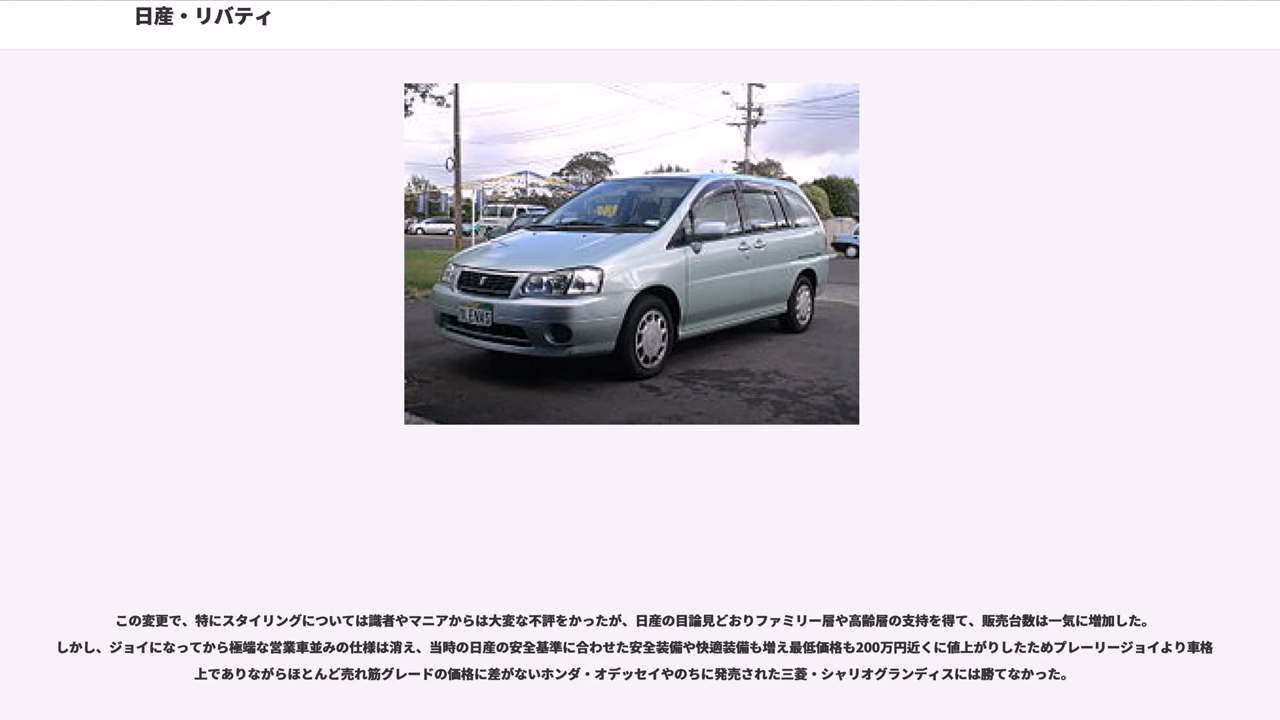 日産・リバティ
この変更で、特にスタイリングについては識者やマニアからは大変な不評をかったが、日産の目論見どおりファミリー層や高齢層の支持を得て、販売台数は一気に増加した。
しかし、ジョイになってから極端な営業車並みの仕様は消え、当時の日産の安全基準に合わせた安全装備や快適装備も増え最低価格も200万円近くに値上がりしたためプレーリージョイより車格
上でありながらほとんど売れ筋グレードの価格に差がないホンダ・オデッセイやのちに発売された三菱・シャリオグランディスには勝てなかった。